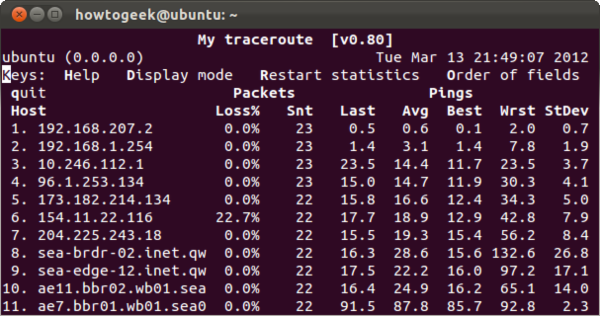 howtogeek@ubuntu: ~
My traceroute [v0.80]
ubuntu (0.0.0.0) Tue Mar 13 21:49:07 2012
Keys: Help Display mode Restart statistics Order of fields
quit Packets Pings
Host Loss% Snt Last Avg Best Wrst StDev
1. 192.168.207.2 0.0% 23 0.5 0.6 0.1 2.0 0.7
2. 192.168.1.254 0.0% 23 1.4 3.1 1.4 7.8 1.9
3. 10.246.112.1 0.0% 23 23.5 14.4 11.7 23.5 3.7
4. 96.1.253.134 0.0% 23 15.0 14.7 11.9 30.3 4.1
5. 173.182.214.134 0.0% 22 15.8 16.6 12.4 34.3 5.0
6. 154.11.22.116 22.7% 22 17.7 18.9 12.9 42.8 7.9
7. 204.225.243.18 0.0% 22 15.5 19.3 15.4 56.2 8.4
8. sea-brdr-02.inet.qw 0.0% 22 16.3 28.6 15.6 132.6 26.8
9. sea-edge-12.inet.qw 0.0% 22 17.5 22.2 16.0 97.2 17.1
10. ae11.bbr02.wb01.sea 0.0% 22 16.4 24.9 16.2 65.1 14.0
11. ae7.bbr01.wb01.sea0 0.0% 22 91.5 87.8 85.7 92.8 2.3